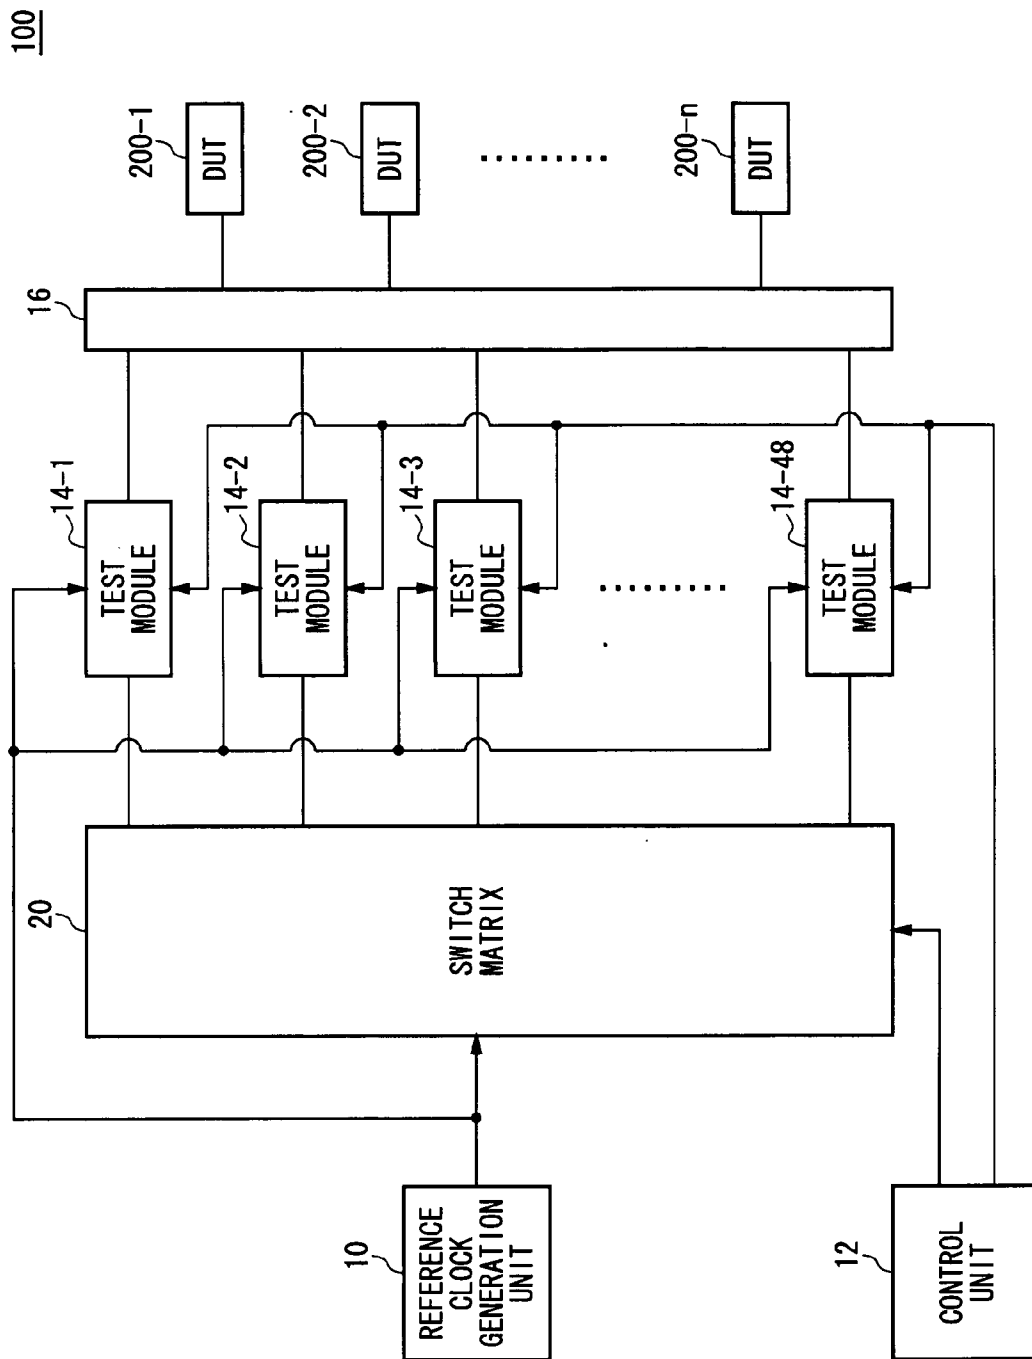 100
REFERENCE
CLOCK
GENERATION
UNIT
10
CONTROL
UNIT
12
SWITCH
MATRIX
20
TEST
MODULE
14-1
TEST
MODULE
14-2
TEST
MODULE
14-3
TEST
MODULE
14-48
16
DUT
200-1
DUT
200-2
DUT
200-n